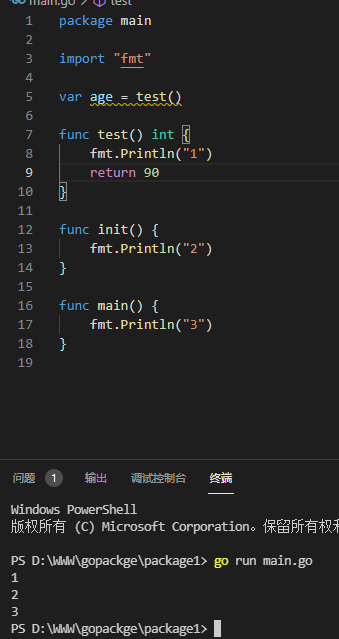 main.go > test
1 package main
2
3 import "fmt"
4
5 var age = test()
6
7 func test() int {
8 fmt.Println("1")
9 return 90
10 }
11
12 func init() {
13 fmt.Println("2")
14 }
15
16 func main() {
17 fmt.Println("3")
18 }
19
问题 1 输出 调试控制台 终端
Windows PowerShell
版权所有 (C) Microsoft Corporation。保留所有权利
PS D:\WWW\gopackge\package1> go run main.go
1
2
3
PS D:\WWW\gopackge\package1>